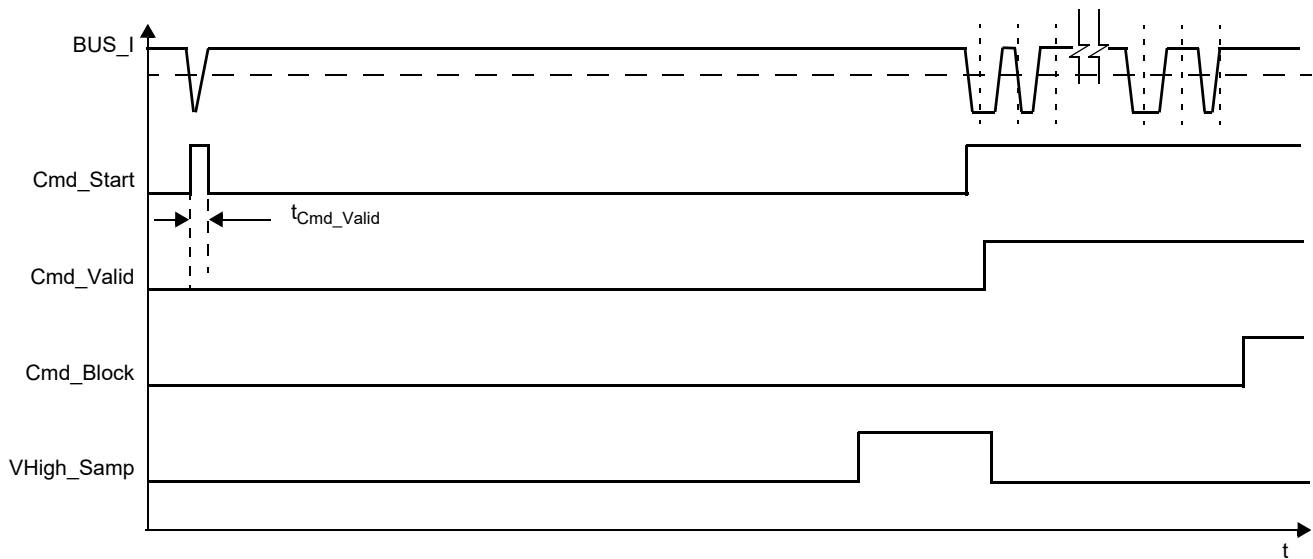 BUS_I
Cmd_Start
tCmd_Valid
Cmd_Valid
Cmd_Block
VHigh_Samp
t